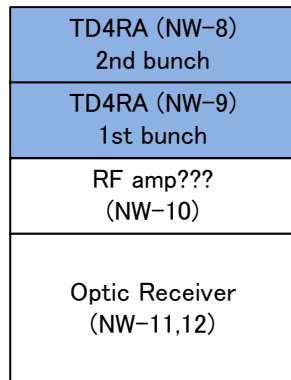 TD4RA (NW-8)
2nd bunch
TD4RA (NW-9)
1st bunch
RF amp???
(NW-10)
Optic Receiver
(NW-11,12)